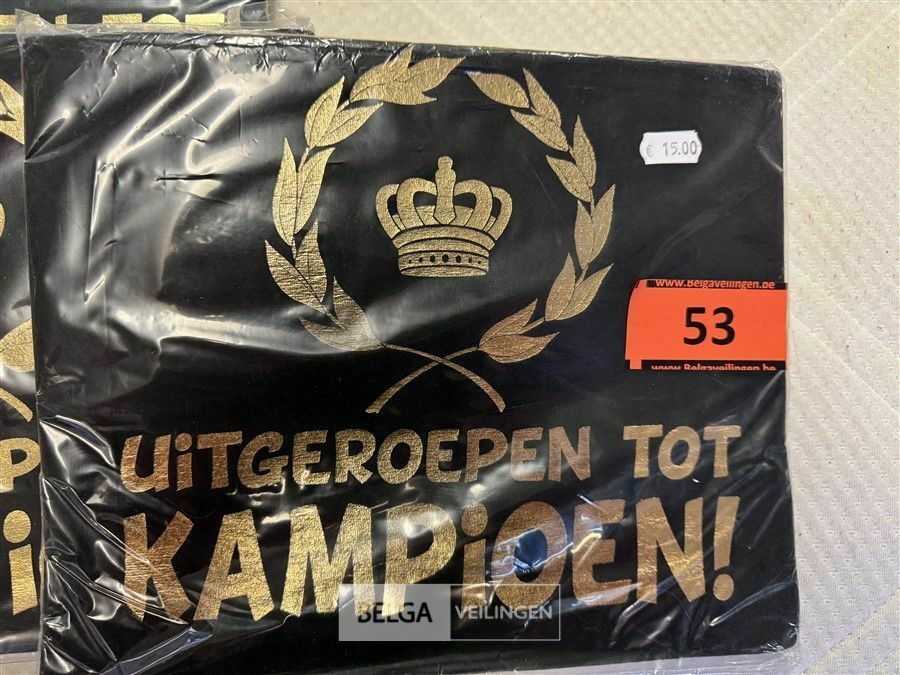 € 15.00
www.Belgaveilingen.be
53
www.Belgaveilingen.be
UiTGEROEPEN TOT
KAMPiOEN!
BELGA VEILINGEN